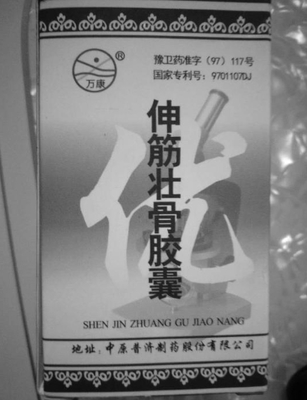 万康
®
豫卫药准字(97)117号
国家专利号:9701107DJ
伸筋壮骨胶囊
优
SHEN JIN ZHUANG GU JIAO NANG
地址:中原普济制药股份有限公司